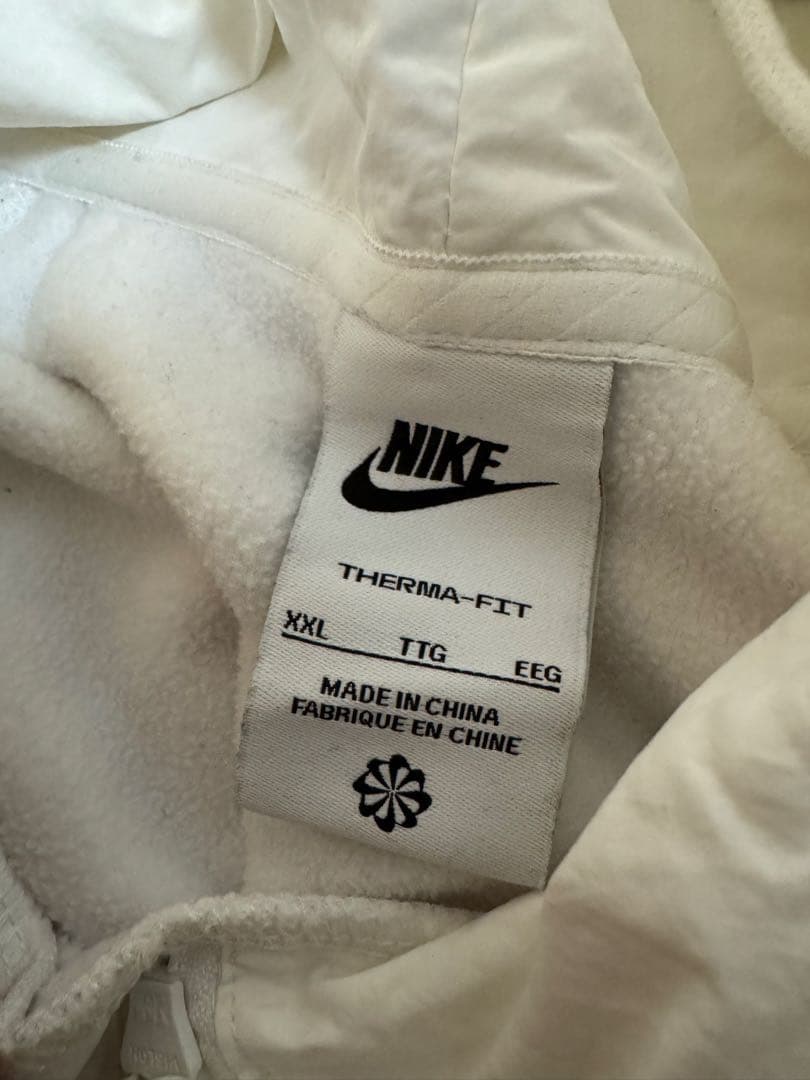 NIKE
THERMA-FIT
XXL TTG EEG
MADE IN CHINA
FABRIQUE EN CHINE